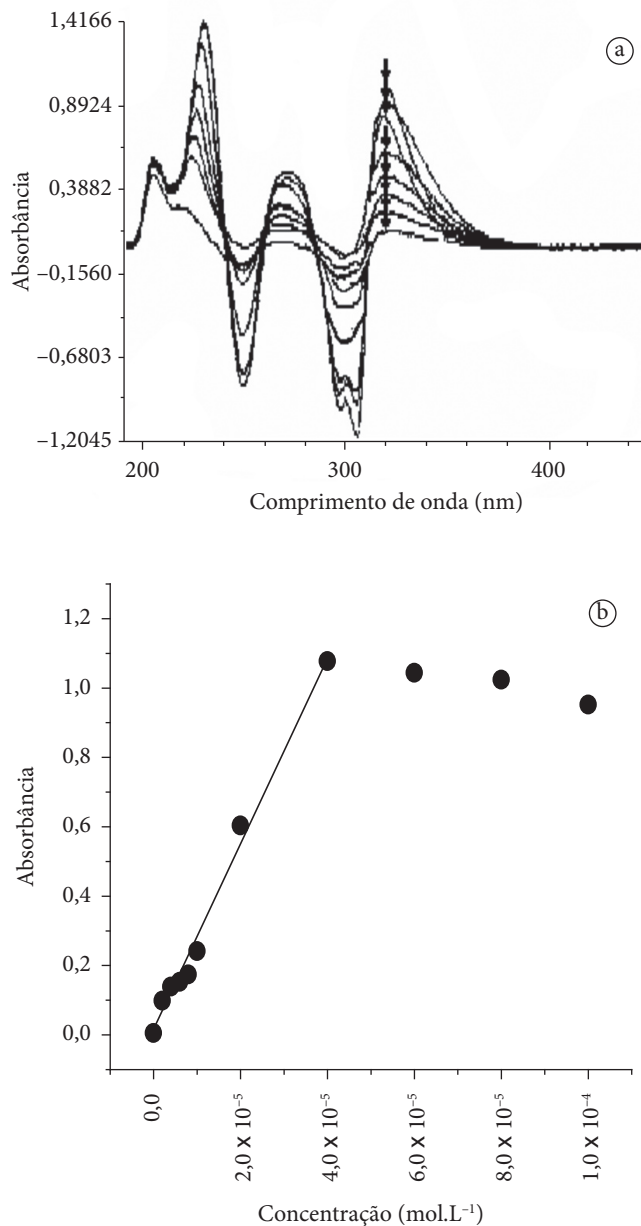 1,4166
0,8924
0,3882
–0,1560
–0,6803
–1,2045
Absorbância
a
200
300
400
Comprimento de onda (nm)
b
1,2
1,0
0,8
0,6
0,4
0,2
0,0
Absorbância
0,0
2,0 x 10⁻⁵
4,0 x 10⁻⁵
6,0 x 10⁻⁵
8,0 x 10⁻⁵
1,0 x 10⁻⁴
Concentração (mol.L⁻¹)